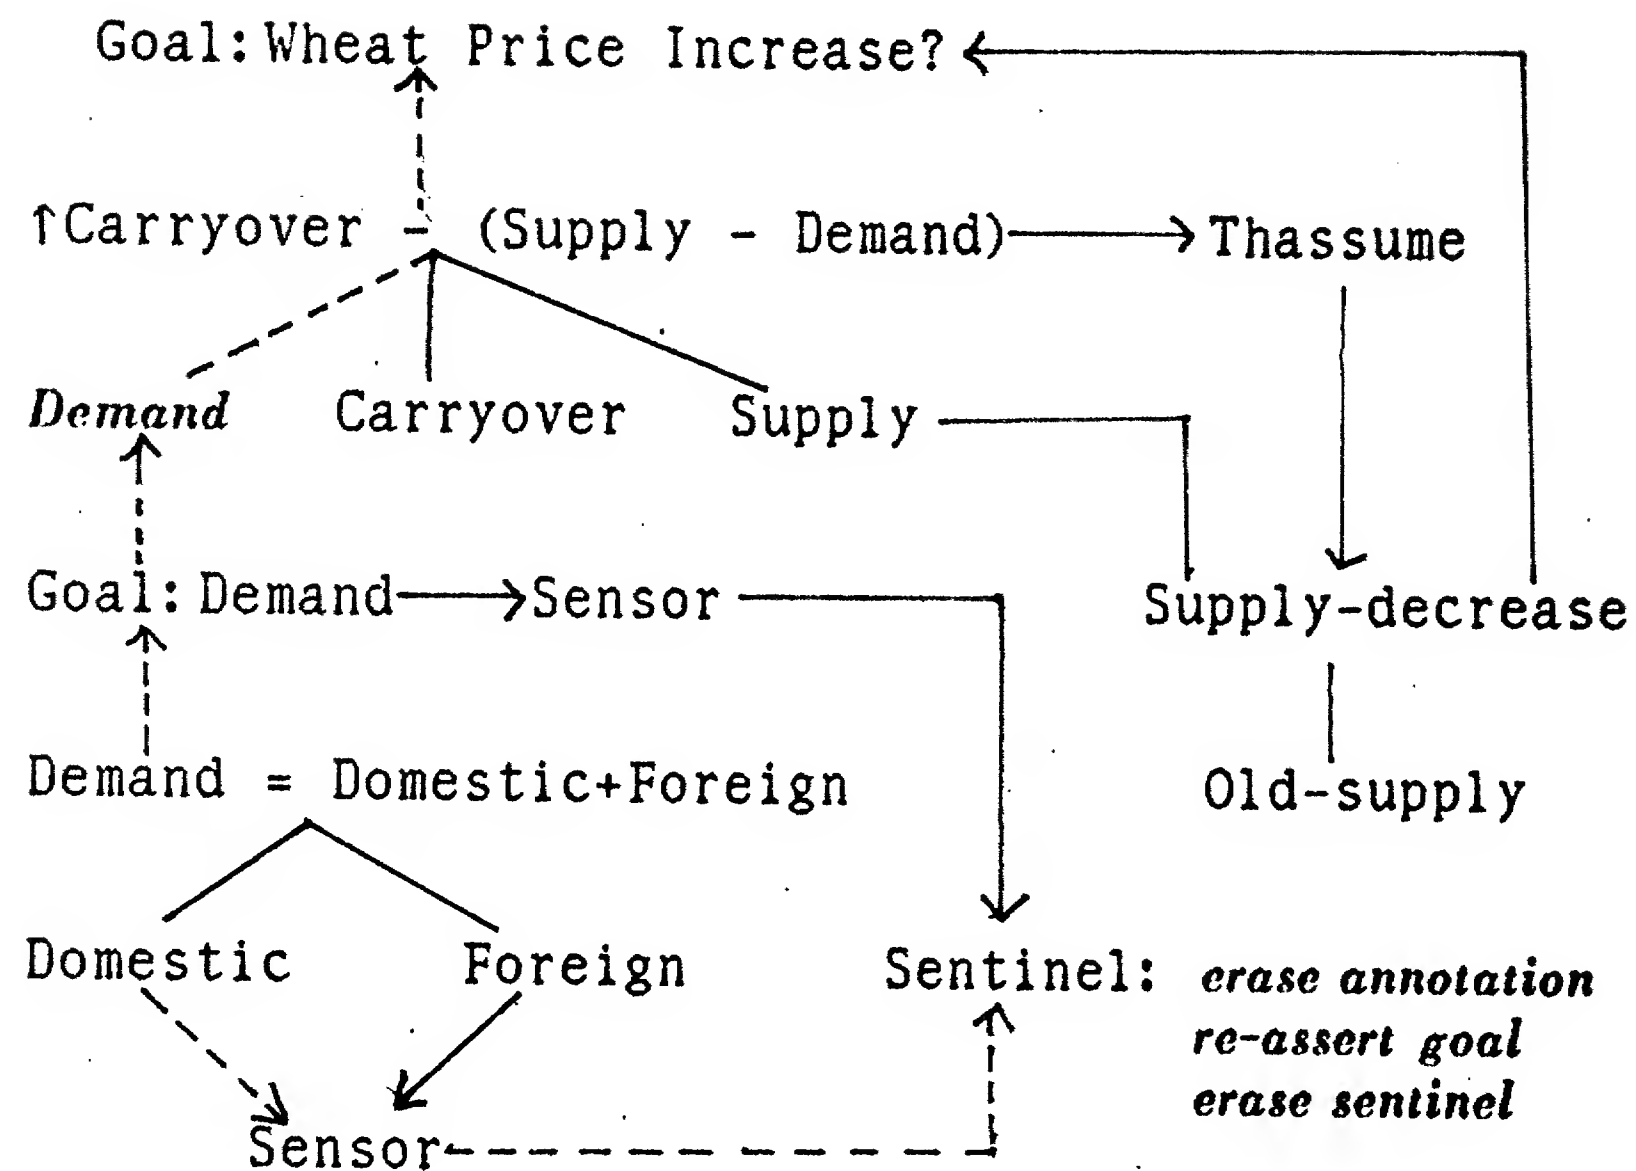 Goal: Wheat Price Increase?
↑Carryover - (Supply - Demand) Thassume
Demand Carryover Supply
Goal: Demand Sensor Supply-decrease
Demand = Domestic+Foreign Old-supply
Domestic Foreign Sentinel: erase annotation
re-assert goal
erase sentinel
Sensor